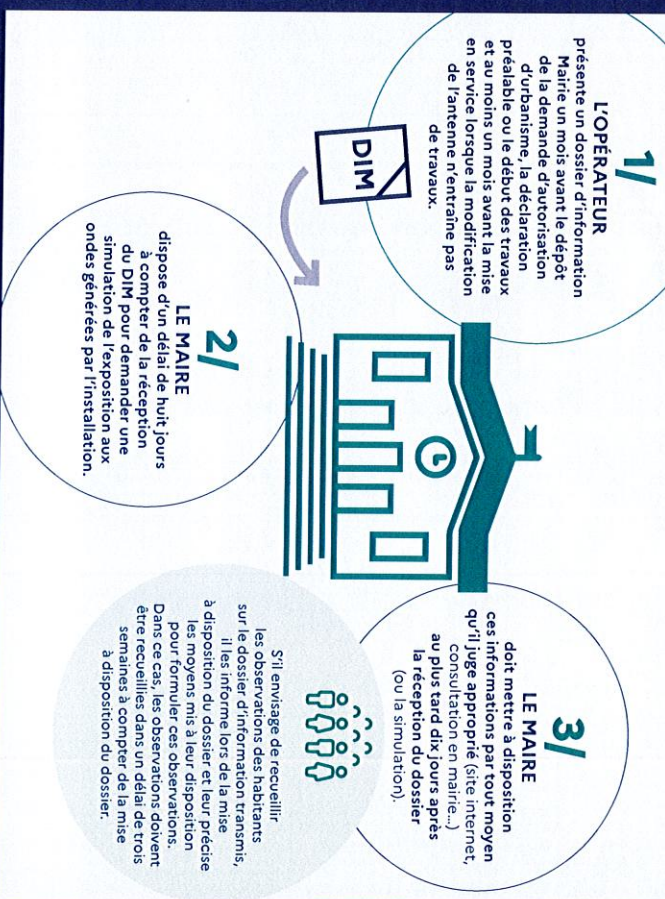 1/
L'OPÉRATEUR
présente un dossier d'information
Mairie un mois avant le dépôt
de la demande d'autorisation
d'urbanisme, la déclaration
préalable ou le début des travaux
et au moins un mois avant la mise
en service lorsque la modification
de l'antenne n'entraîne pas
de travaux.
DIM
2/
LE MAIRE
dispose d'un délai de huit jours
à compter de la réception
du DIM pour demander une
simulation de l'exposition aux
ondes générées par l'installation.
3/
LE MAIRE
doit mettre à disposition
ces informations par tout moyen
qu'il juge approprié (site internet,
consultation en mairie...)
au plus tard dix jours après
la réception du dossier
(ou la simulation).
S'il envisage de recueillir
les observations des habitants
sur le dossier d'information transmis,
il les informe lors de la mise
à disposition du dossier et leur précise
les moyens mis à leur disposition
pour formuler ces observations.
Dans ce cas, les observations doivent
être recueillies dans un délai de trois
semaines à compter de la mise
à disposition du dossier.